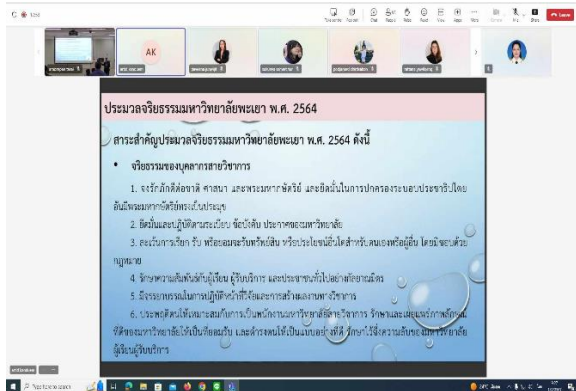 AK
ประมวลจริยธรรมมหาวิทยาลัยพะเยา พ.ศ. 2564
สาระสำคัญประมวลจริยธรรมมหาวิทยาลัยพะเยา พ.ศ. 2564 ดังนี้
• จริยธรรมของบุคลากรสายวิชาการ
1. จงรักภักดีต่อชาติ ศาสนา และพระมหากษัตริย์ และยึดมั่นในการปกครองระบอบประชาธิปไตย
อันมีพระมหากษัตริย์ทรงเป็นประมุข
2. ยึดมั่นและปฏิบัติตามระเบียบ ข้อบังคับ ประกาศของมหาวิทยาลัย
3. ละเว้นการเรียก รับ หรือยอมจะรับทรัพย์สิน หรือประโยชน์อื่นใดสำหรับตนเองหรือผู้อื่น โดยมิชอบด้วย
กฎหมาย
4. รักษาความสัมพันธ์กับผู้เรียน ผู้รับบริการ และประชาชนทั่วไปอย่างกัลยาณมิตร
5. มีจรรยาบรรณในการปฏิบัติหน้าที่วิจัยและการสร้างผลงานทางวิชาการ
6. ประพฤติตนให้เหมาะสมกับการเป็นพนักงานมหาวิทยาลัยสายวิชาการ รักษาและเผยแพร่ภาพลักษณ์
ที่ดีของมหาวิทยาลัยให้เป็นที่ยอมรับ และดำรงตนให้เป็นแบบอย่างที่ดี รักษาไว้ซึ่งความลับของมหาวิทยาลัย
ผู้เรียนผู้รับบริการ
Type here to search